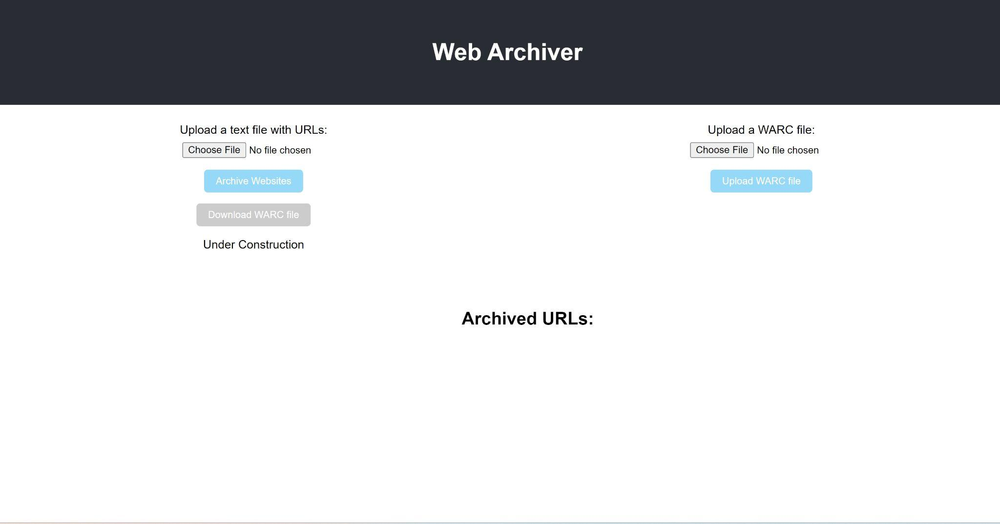 Web Archiver
Upload a text file with URLs:
Choose File No file chosen
Archive Websites
Download WARC file
Under Construction
Upload a WARC file:
Choose File No file chosen
Upload WARC file
Archived URLs: